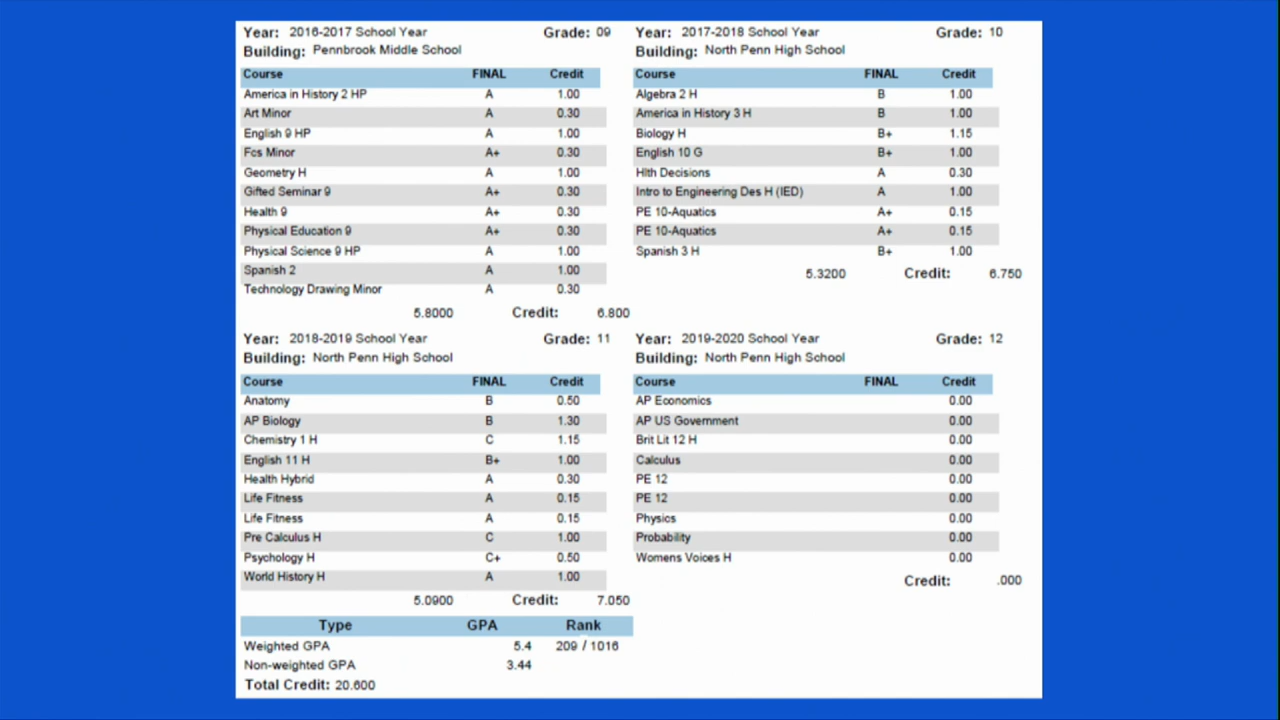 Year: 2016-2017 School Year Grade: 09
Building: Pennbrook Middle School
Course FINAL Credit
America in History 2 HP A 1.00
Art Minor A 0.30
English 9 HP A 1.00
Fcs Minor A+ 0.30
Geometry H A 1.00
Gifted Seminar 9 A+ 0.30
Health 9 A+ 0.30
Physical Education 9 A+ 0.30
Physical Science 9 HP A 1.00
Spanish 2 A 1.00
Technology Drawing Minor A 0.30
5.8000 Credit: 6.800
Year: 2017-2018 School Year Grade: 10
Building: North Penn High School
Course FINAL Credit
Algebra 2 H B 1.00
America in History 3 H B 1.00
Biology H B+ 1.15
English 10 G B+ 1.00
Hlth Decisions A 0.30
Intro to Engineering Des H (IED) A 1.00
PE 10-Aquatics A+ 0.15
PE 10-Aquatics A+ 0.15
Spanish 3 H B+ 1.00
5.3200 Credit: 6.750
Year: 2018-2019 School Year Grade: 11
Building: North Penn High School
Course FINAL Credit
Anatomy B 0.50
AP Biology B 1.30
Chemistry 1 H C 1.15
English 11 H B+ 1.00
Health Hybrid A 0.30
Life Fitness A 0.15
Life Fitness A 0.15
Pre Calculus H C 1.00
Psychology H C+ 0.50
World History H A 1.00
5.0900 Credit: 7.050
Year: 2019-2020 School Year Grade: 12
Building: North Penn High School
Course FINAL Credit
AP Economics 0.00
AP US Government 0.00
Brit Lit 12 H 0.00
Calculus 0.00
PE 12 0.00
PE 12 0.00
Physics 0.00
Probability 0.00
Womens Voices H 0.00
Credit: .000
Type GPA Rank
Weighted GPA 5.4 209 / 1016
Non-weighted GPA 3.44
Total Credit: 20.600